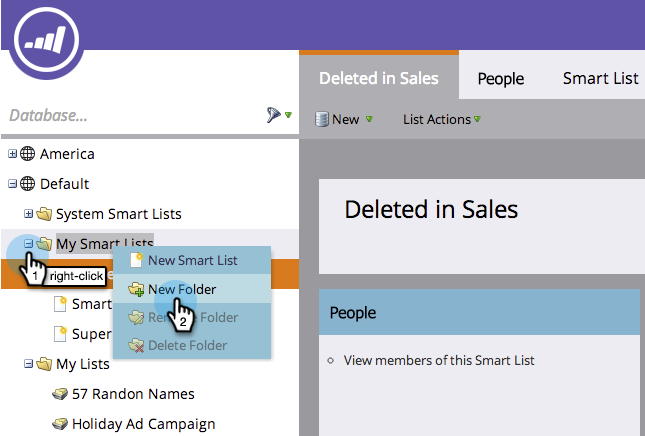 Deleted in Sales
People
Smart List
Database...
New
List Actions
America
Default
System Smart Lists
Deleted in Sales
My Smart Lists
New Smart List
1
right-click
New Folder
Smart
2
Folder
People
Super
Delete Folder
View members of this Smart List
My Lists
57 Randon Names
Holiday Ad Campaign